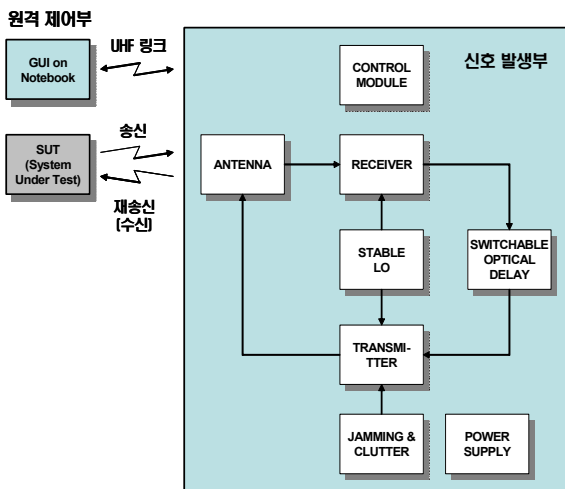 원격 제어부
GUI on
Notebook
UHF 링크
신호 발생부
CONTROL
MODULE
SUT
(System
Under Test)
송신
재송신
(수신)
ANTENNA
RECEIVER
STABLE
LO
SWITCHABLE
OPTICAL
DELAY
TRANSMI-
TTER
JAMMING &
CLUTTER
POWER
SUPPLY